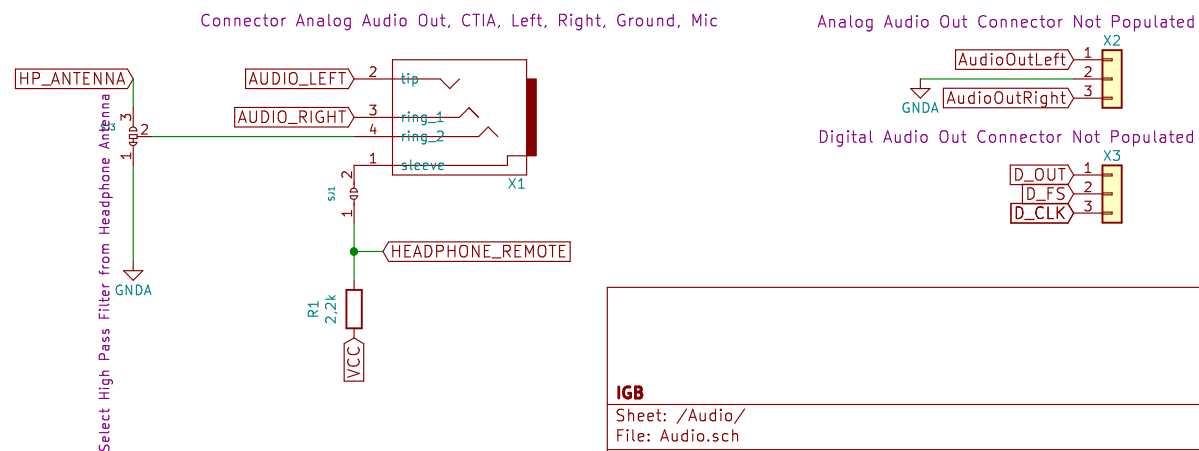 Connector Analog Audio Out, CTIA, Left, Right, Ground, Mic
HP_ANTENNA
3
2
1
GNDA
Select High Pass Filter from Headphone Antenna
AUDIO_LEFT
2
tip
AUDIO_RIGHT
3
ring_1
4
ring_2
1
sleeve
X1
2
SJ1
1
HEADPHONE_REMOTE
R1
2,2k
VCC
Analog Audio Out Connector Not Populated
X2
AudioOutLeft
1
2
GNDA
AudioOutRight
3
Digital Audio Out Connector Not Populated
X3
D_OUT
1
D_FS
2
D_CLK
3
IGB
Sheet: /Audio/
File: Audio.sch